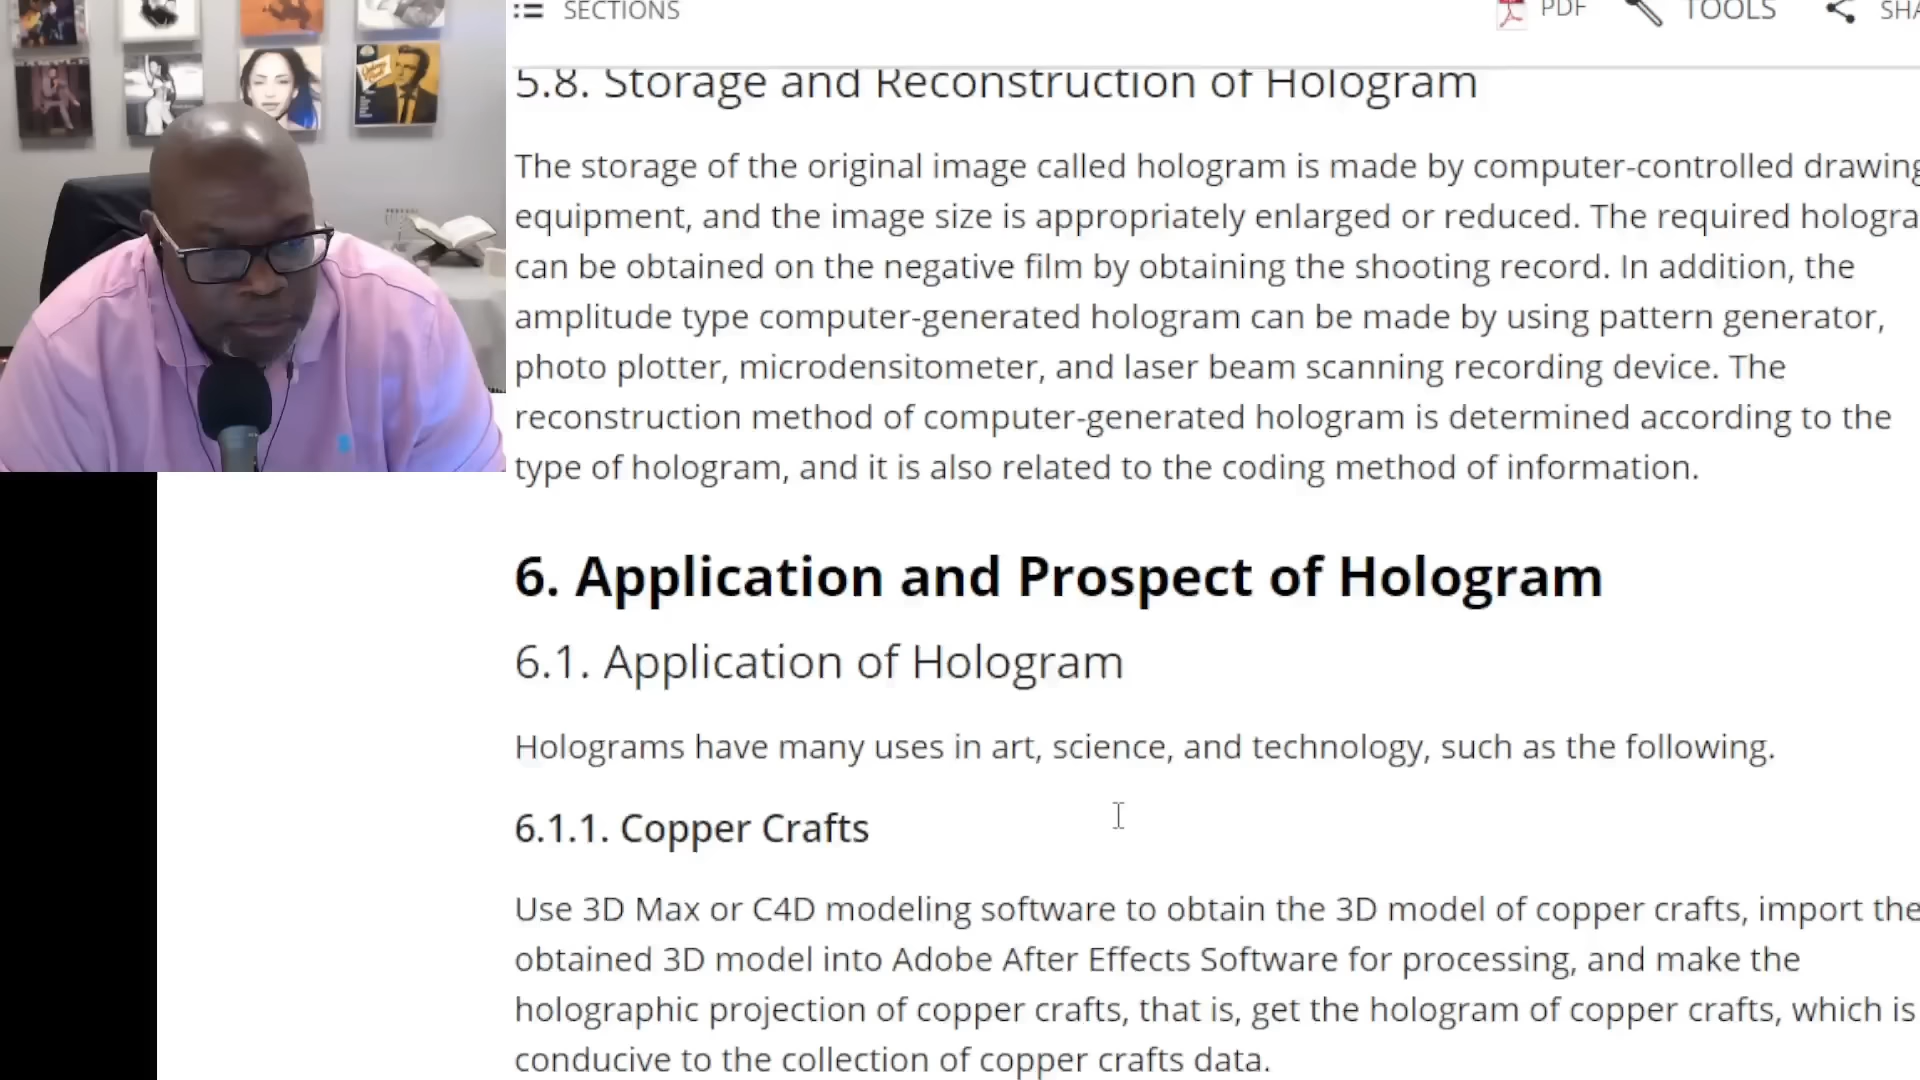 SECTIONS
PDF
TOOLS
5.8. Storage and Reconstruction of Hologram
The storage of the original image called hologram is made by computer-controlled drawing
equipment, and the image size is appropriately enlarged or reduced. The required hologra
can be obtained on the negative film by obtaining the shooting record. In addition, the
amplitude type computer-generated hologram can be made by using pattern generator,
photo plotter, microdensitometer, and laser beam scanning recording device. The
reconstruction method of computer-generated hologram is determined according to the
type of hologram, and it is also related to the coding method of information.
6. Application and Prospect of Hologram
6.1. Application of Hologram
Holograms have many uses in art, science, and technology, such as the following.
6.1.1. Copper Crafts
Use 3D Max or C4D modeling software to obtain the 3D model of copper crafts, import the
obtained 3D model into Adobe After Effects Software for processing, and make the
holographic projection of copper crafts, that is, get the hologram of copper crafts, which is
conducive to the collection of copper crafts data.